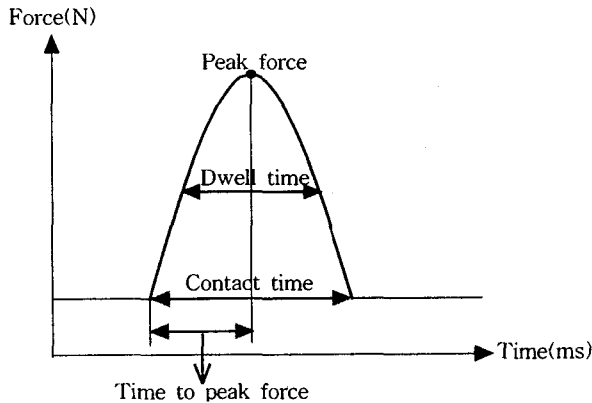 Force(N)
Peak force
Dwell time
Contact time
Time(ms)
Time to peak force